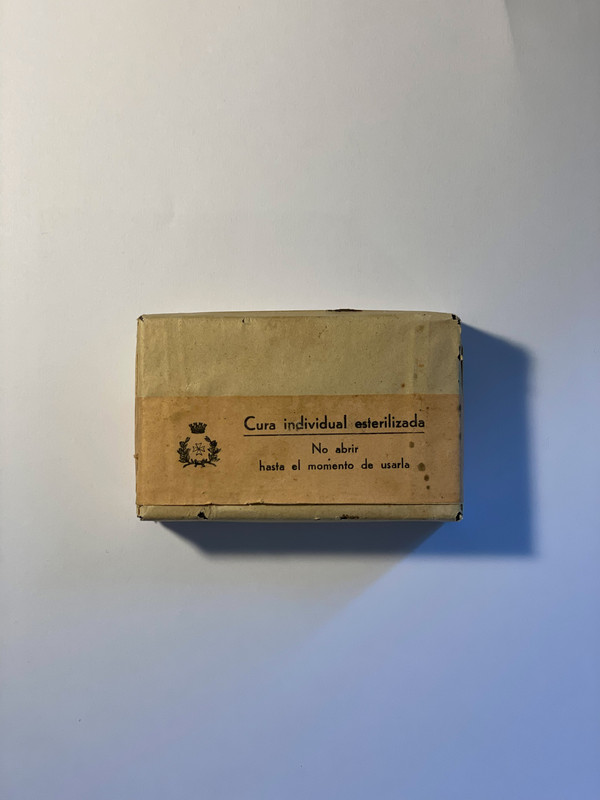 Cura individual esterilizada
No abrir
hasta el momento de usarla